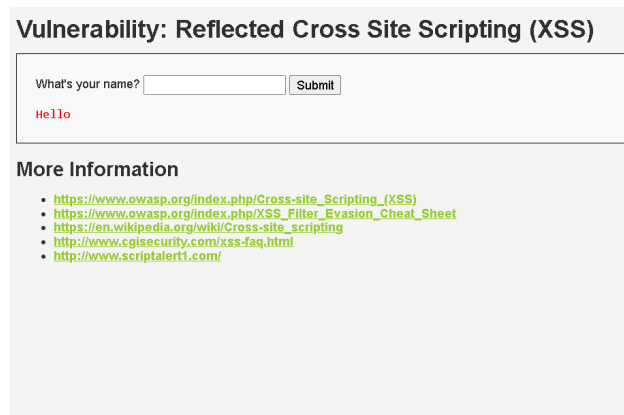 Vulnerability: Reflected Cross Site Scripting (XSS)
What's your name? Submit
Hello
More Information
• https://www.owasp.org/index.php/Cross-site_Scripting_(XSS)
• https://www.owasp.org/index.php/XSS_Filter_Evasion_Cheat_Sheet
• https://en.wikipedia.org/wiki/Cross-site_scripting
• http://www.cgisecurity.com/xss-faq.html
• http://www.scriptalert1.com/